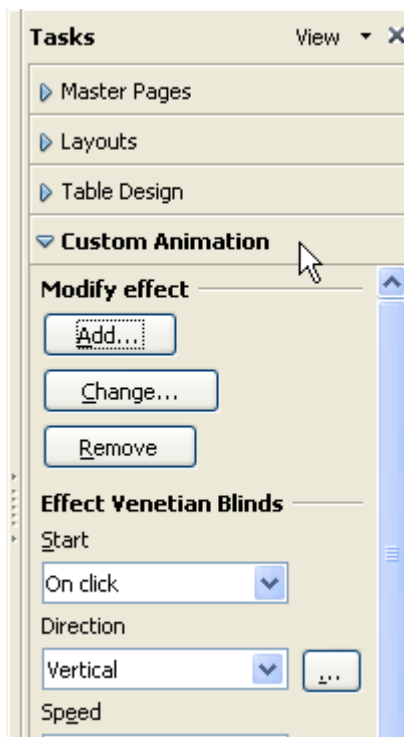 Tasks View
Master Pages
Layouts
Table Design
Custom Animation
Modify effect
Add...
Change...
Remove
Effect Venetian Blinds
Start
On click
Direction
Vertical ...
Speed